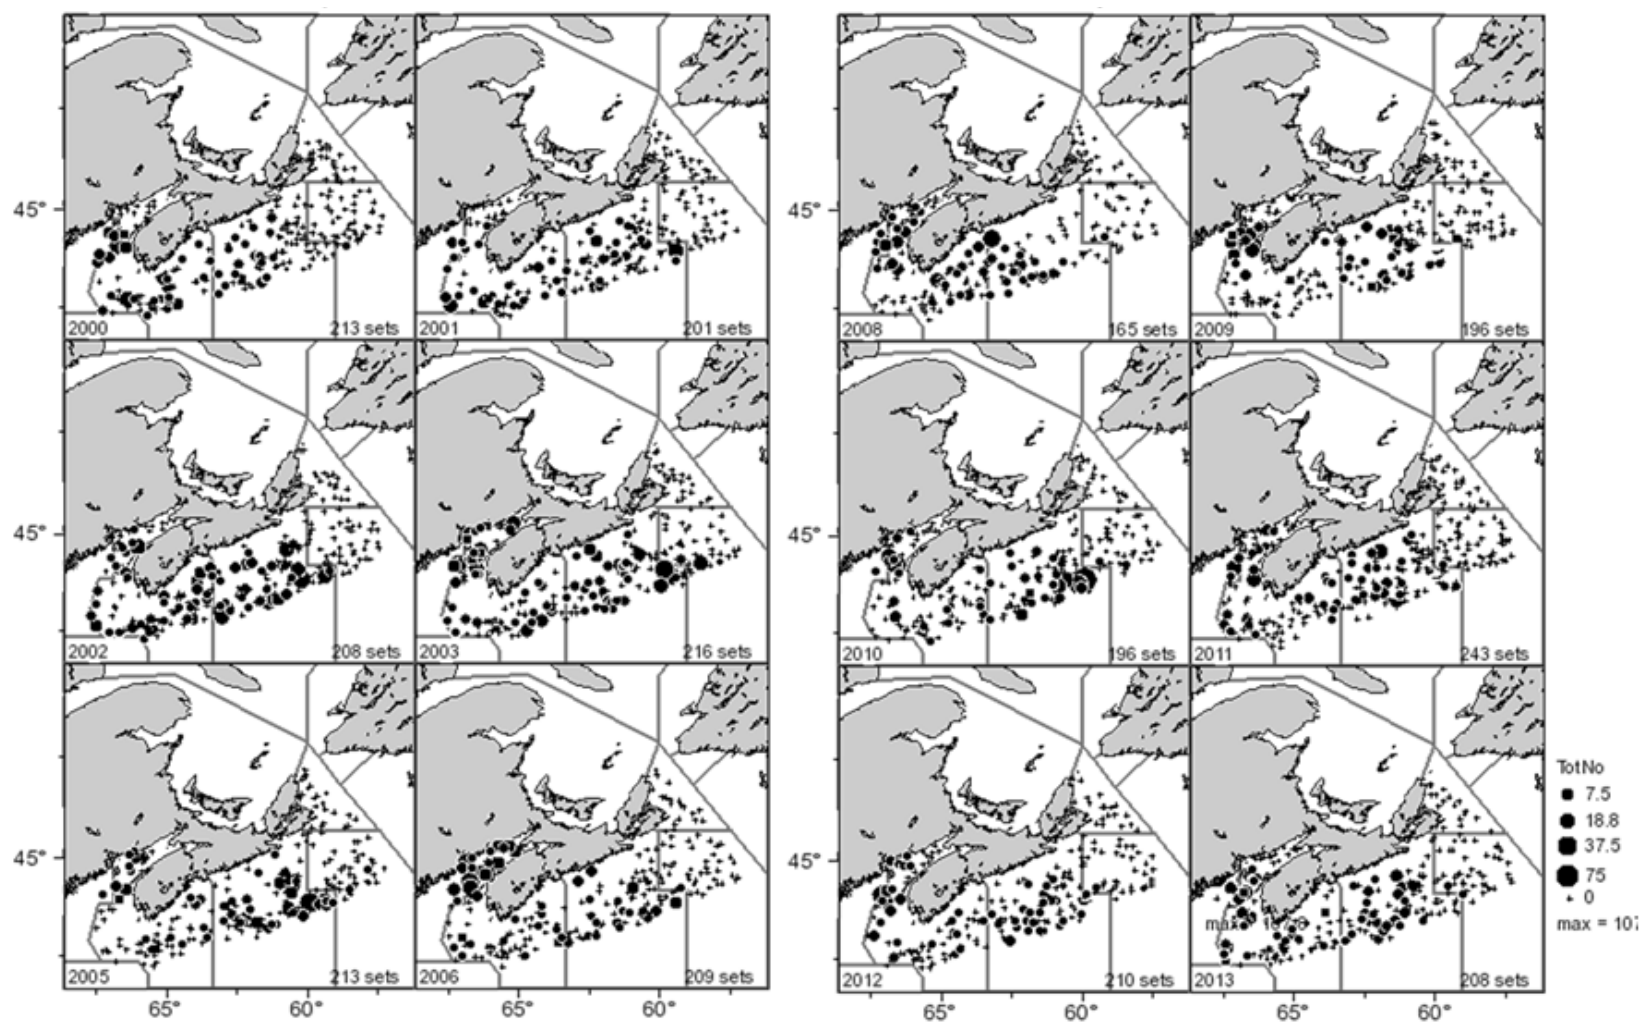 45°
2000 213 sets
2001 201 sets
2008 165 sets
2009 196 sets
45°
2002 208 sets
2003 216 sets
2010 196 sets
2011 243 sets
45°
2005 213 sets
2006 209 sets
2012 210 sets
2013 208 sets
45°
45°
45°
TotNo
7.5
18.8
37.5
75
0
max = 107
65° 60° 65° 60° 65° 60° 65° 60°